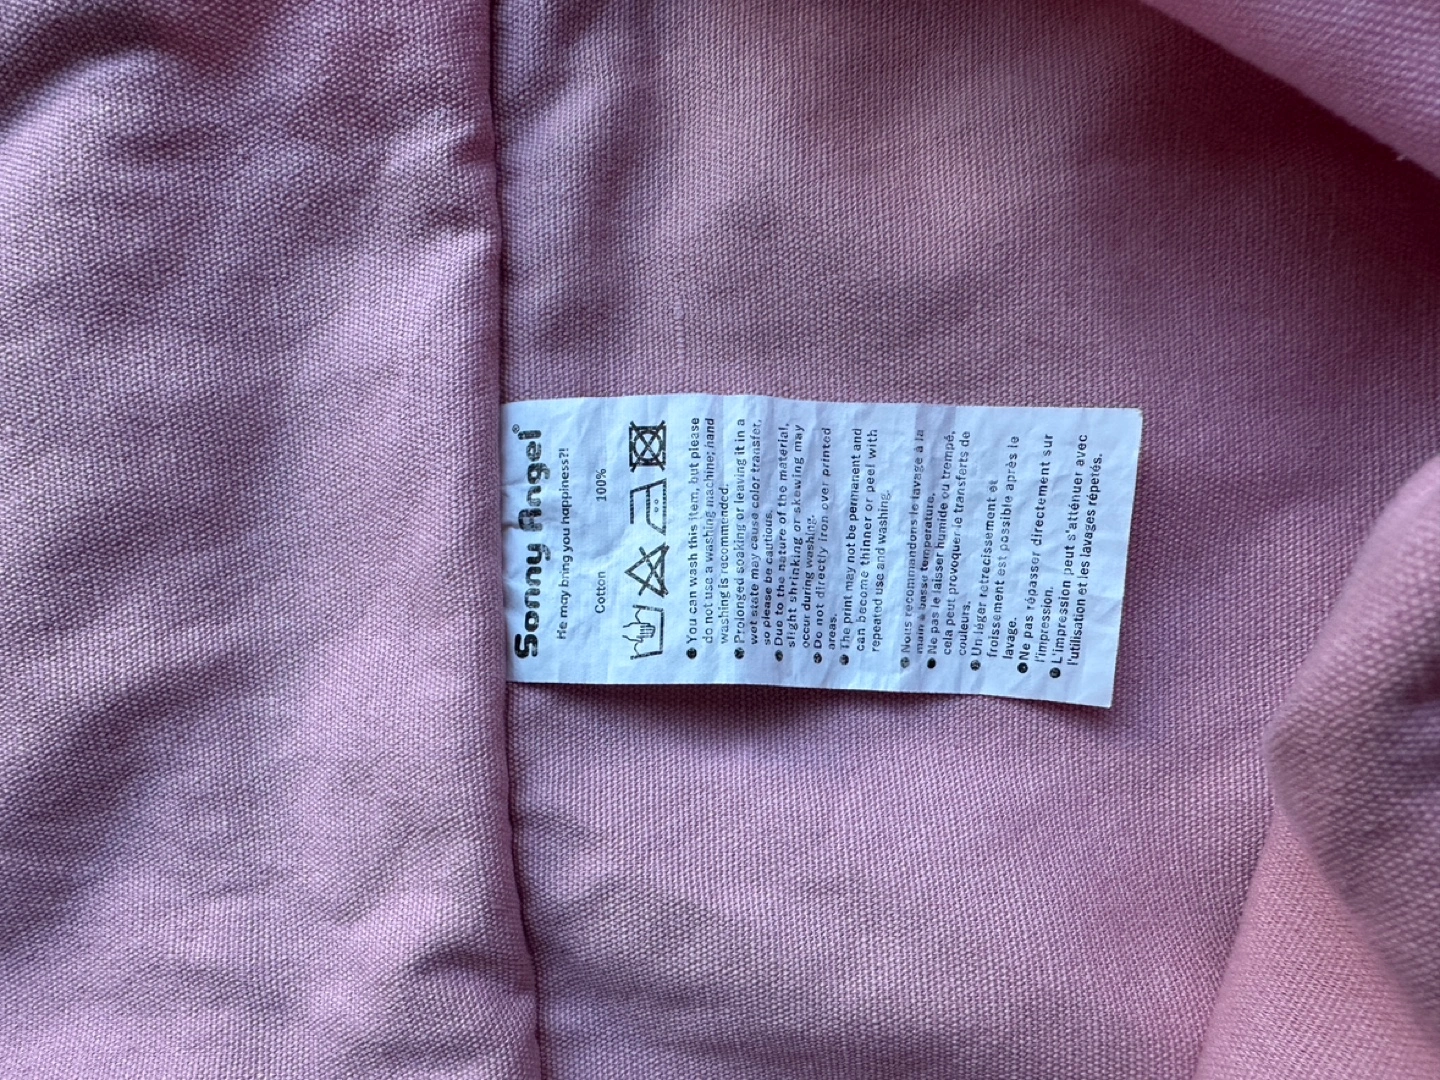 Sonny Angel®
He may bring you happiness?!
Cotton 100%
● You can wash this item, but please
do not use a washing machine; hand
washing is recommended.
● Prolonged soaking or leaving it in a
wet state may cause color transfer,
so please be cautious.
● Due to the nature of the material,
slight shrinking or skewing may
occur during washing.
● Do not directly iron over printed
areas.
● The print may not be permanent and
can become thinner or peel with
repeated use and washing.
● Nous recommandons le lavage à la
main à basse température.
● Ne pas le laisser humide ou trempé,
cela peut provoquer le transferts de
couleurs.
● Un léger retrecissement et
froissement est possible après le
lavage.
● Ne pas répasser directement sur
l'impression.
● L'impression peut s'atténuer avec
l'utilisation et les lavages répetés.